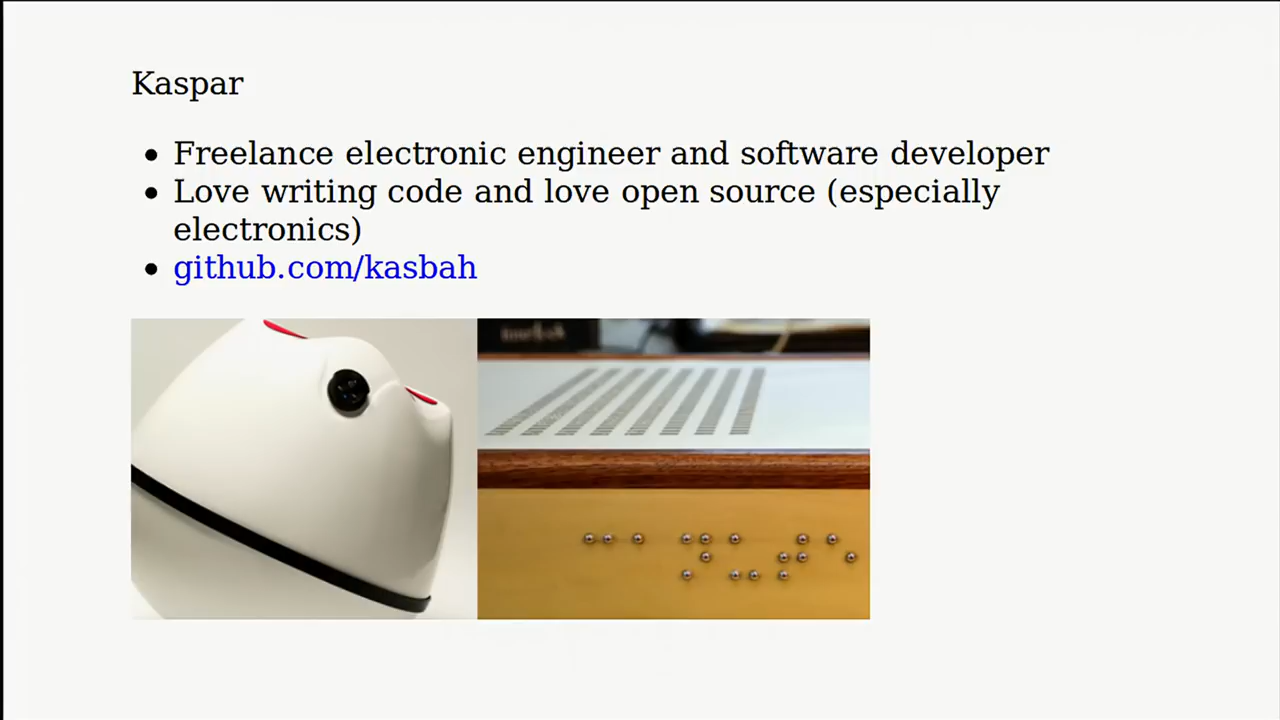 Kaspar
• Freelance electronic engineer and software developer
• Love writing code and love open source (especially
electronics)
• github.com/kasbah